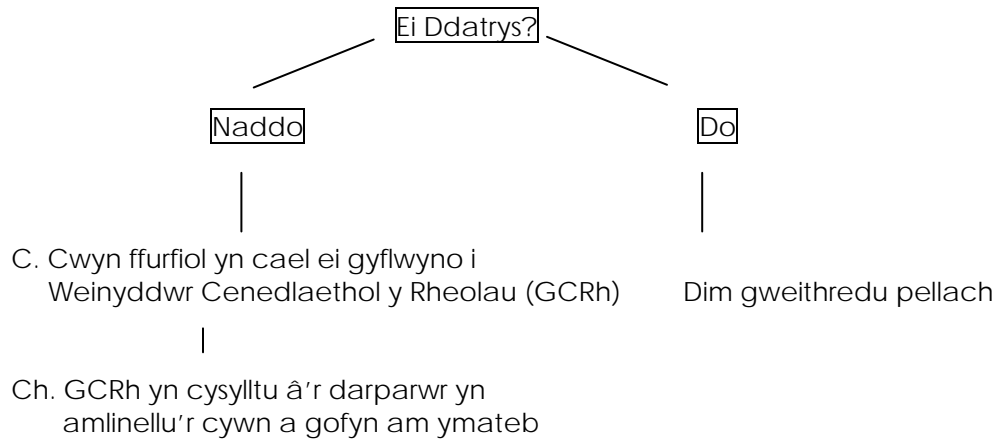 Ei Ddatrys?
Naddo
Do
C. Cwyn ffurfiol yn cael ei gyflwyno i
Weinyddwr Cenedlaethol y Rheolau (GCRh)
Dim gweithredu pellach
Ch. GCRh yn cysylltu â'r darparwr yn
amlinellu'r cywn a gofyn am ymateb